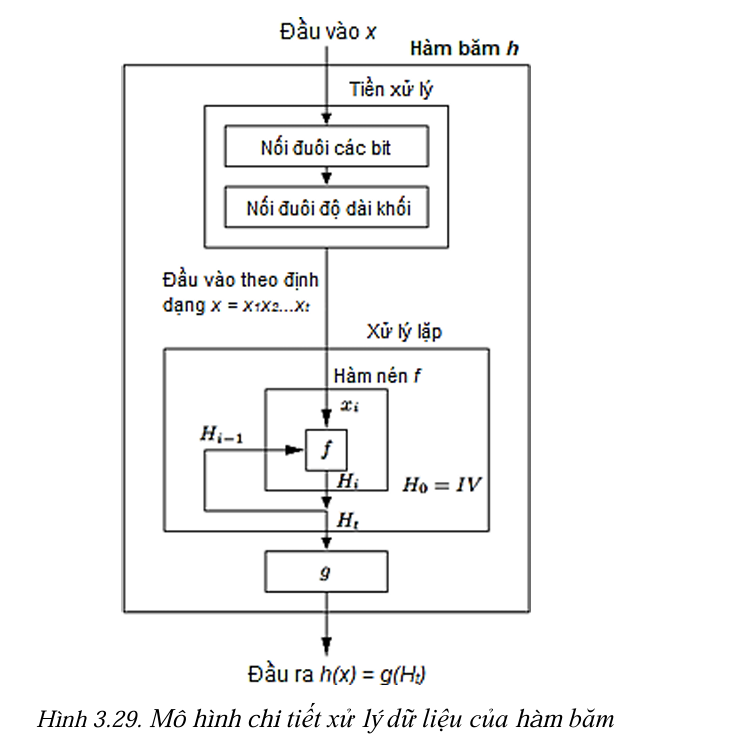 Đầu vào x
Hàm băm h
Tiền xử lý
Nối đuôi các bit
Nối đuôi độ dài khối
Đầu vào theo định
dạng x = x₁x₂...xₜ
Xử lý lặp
Hàm nén f
xᵢ
Hᵢ₋₁
f
Hᵢ
H₀ = IV
Hₜ
g
Đầu ra h(x) = g(Hₜ)
Hình 3.29. Mô hình chi tiết xử lý dữ liệu của hàm băm